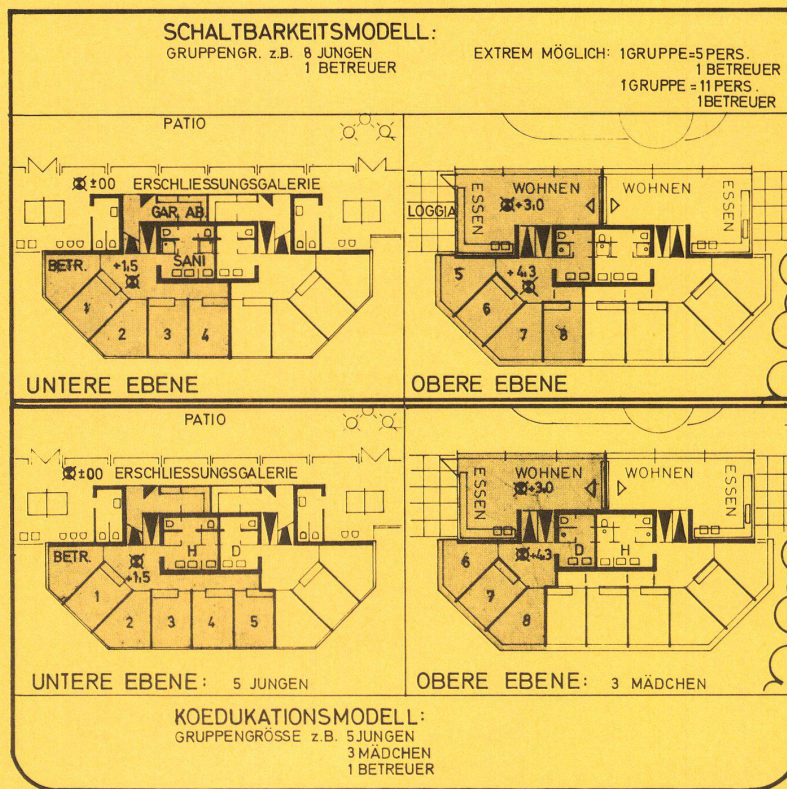 SCHALTBARKEITSMODELL:
GRUPPENGR. z.B. 8 JUNGEN
1 BETREUER
EXTREM MÖGLICH: 1GRUPPE=5 PERS.
1 BETREUER
1 GRUPPE = 11 PERS.
1BETREUER
PATIO
±00 ERSCHLIESSUNGSGALERIE
GAR. AB.
BETR.
+1,5
SANI
1
2
3
4
UNTERE EBENE
ESSEN
WOHNEN
+3,0
WOHNEN
ESSEN
LOGGIA
5
+4,3
6
7
8
OBERE EBENE
PATIO
±00 ERSCHLIESSUNGSGALERIE
BETR.
+1,5
H
D
1
2
3
4
5
UNTERE EBENE: 5 JUNGEN
ESSEN
WOHNEN
+3,0
WOHNEN
ESSEN
6
+4,3
D
H
7
8
OBERE EBENE: 3 MÄDCHEN
KOEDUKATIONSMODELL:
GRUPPENGRÖSSE z.B. 5 JUNGEN
3 MÄDCHEN
1 BETREUER